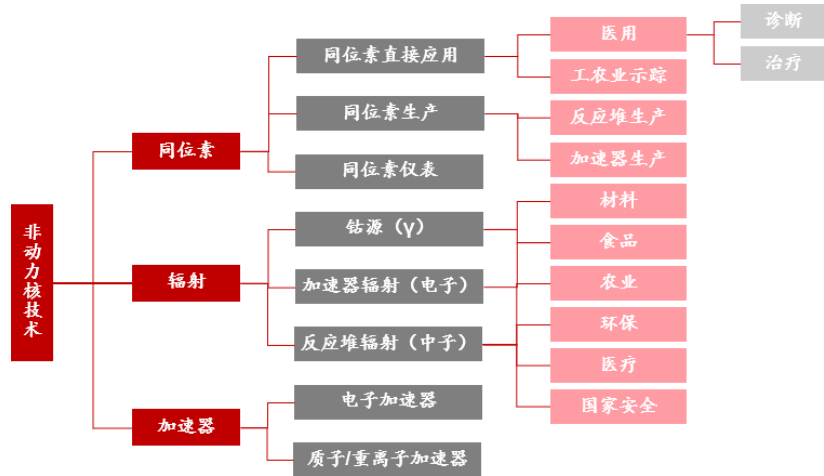 非动力核技术
同位素
辐射
加速器
同位素直接应用
同位素生产
同位素仪表
钴源（γ）
加速器辐射（电子）
反应堆辐射（中子）
电子加速器
质子/重离子加速器
医用
工农业示踪
反应堆生产
加速器生产
材料
食品
农业
环保
医疗
国家安全
诊断
治疗